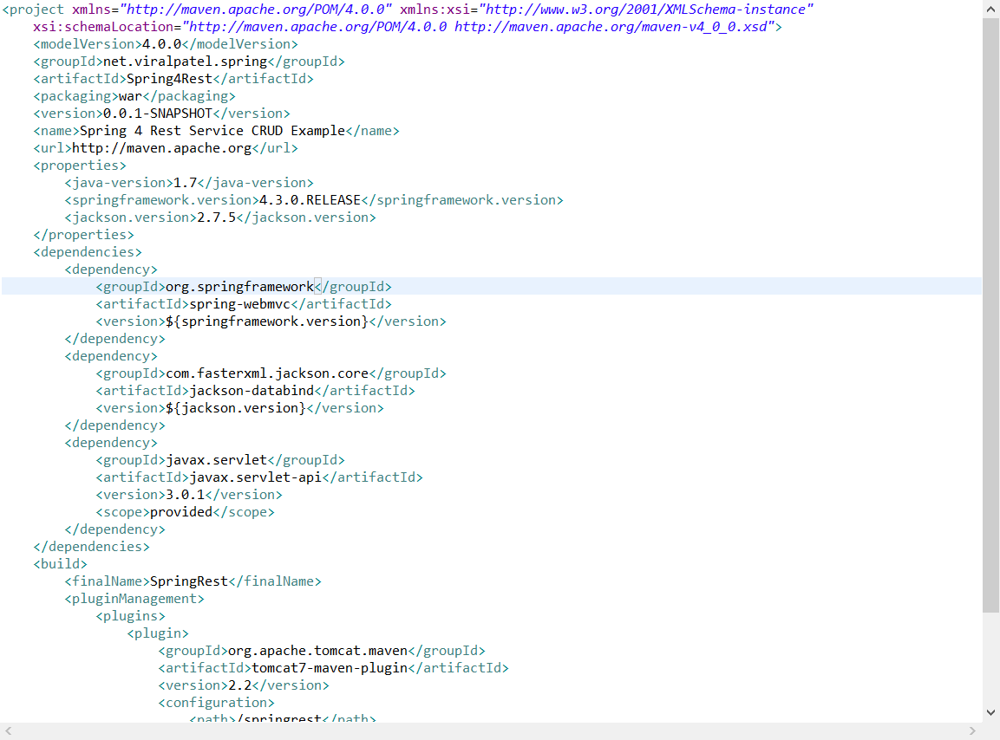 <project xmlns="http://maven.apache.org/POM/4.0.0" xmlns:xsi="http://www.w3.org/2001/XMLSchema-instance"
    xsi:schemaLocation="http://maven.apache.org/POM/4.0.0 http://maven.apache.org/maven-v4_0_0.xsd">
    <modelVersion>4.0.0</modelVersion>
    <groupId>net.viralpatel.spring</groupId>
    <artifactId>Spring4Rest</artifactId>
    <packaging>war</packaging>
    <version>0.0.1-SNAPSHOT</version>
    <name>Spring 4 Rest Service CRUD Example</name>
    <url>http://maven.apache.org</url>
    <properties>
        <java-version>1.7</java-version>
        <springframework.version>4.3.0.RELEASE</springframework.version>
        <jackson.version>2.7.5</jackson.version>
    </properties>
    <dependencies>
        <dependency>
            <groupId>org.springframework</groupId>
            <artifactId>spring-webmvc</artifactId>
            <version>${springframework.version}</version>
        </dependency>
        <dependency>
            <groupId>com.fasterxml.jackson.core</groupId>
            <artifactId>jackson-databind</artifactId>
            <version>${jackson.version}</version>
        </dependency>
        <dependency>
            <groupId>javax.servlet</groupId>
            <artifactId>javax.servlet-api</artifactId>
            <version>3.0.1</version>
            <scope>provided</scope>
        </dependency>
    </dependencies>
    <build>
        <finalName>SpringRest</finalName>
        <pluginManagement>
            <plugins>
                <plugin>
                    <groupId>org.apache.tomcat.maven</groupId>
                    <artifactId>tomcat7-maven-plugin</artifactId>
                    <version>2.2</version>
                    <configuration>
                        <path>/springrest</path>